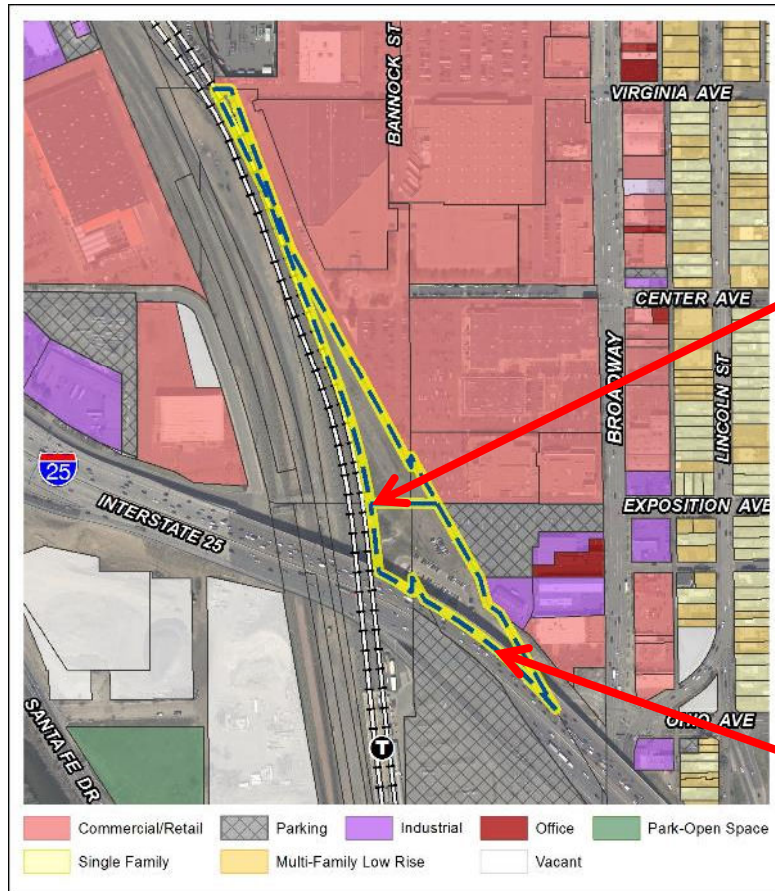 BANNOCK ST
VIRGINIA AVE
CENTER AVE
BROADWAY
LINCOLN ST
25
INTERSTATE 25
EXPOSITION AVE
SANTA FE DR
T
OHIO AVE
Commercial/Retail
Parking
Industrial
Office
Park-Open Space
Single Family
Multi-Family Low Rise
Vacant